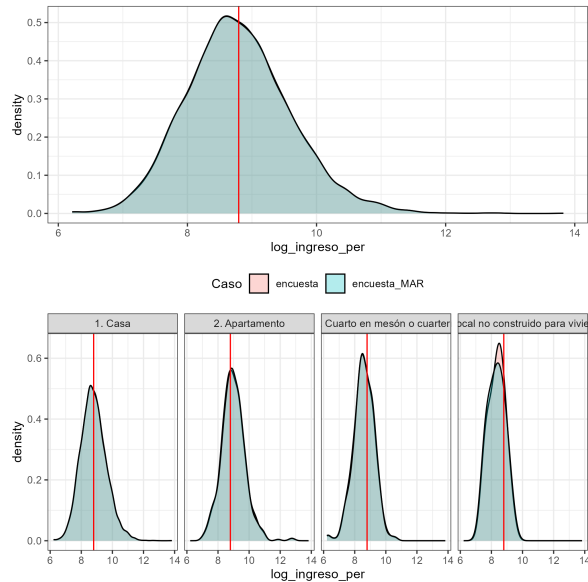 0.5
0.4
0.3
0.2
0.1
0.0
density
6 8 10 12 14
log_ingreso_per
Caso encuesta encuesta_MAR
1. Casa 2. Apartamento Cuarto en mesón o cuarter ocal no construido para vivie
0.6
0.4
0.2
0.0
density
6 8 10 12 14 6 8 10 12 14 6 8 10 12 14 6 8 10 12 14
log_ingreso_per